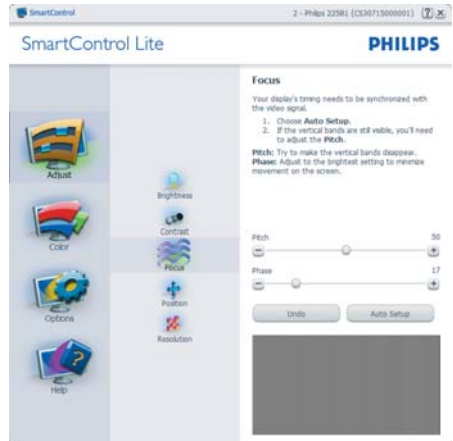 SmartControl
2 - Philips 225B1 (CS30715000001)
SmartControl Lite
PHILIPS
Adjust
Color
Options
Help
Brightness
Contrast
Focus
Position
Resolution
Focus
Your display's timing needs to be synchronized with
the video signal.
1. Choose Auto Setup.
2. If the vertical bands are still visible, you'll need
to adjust the Pitch.
Pitch: Try to make the vertical bands disappear.
Phase: Adjust to the brightest setting to minimize
movement on the screen.
Pitch 50
Phase 17
Undo
Auto Setup